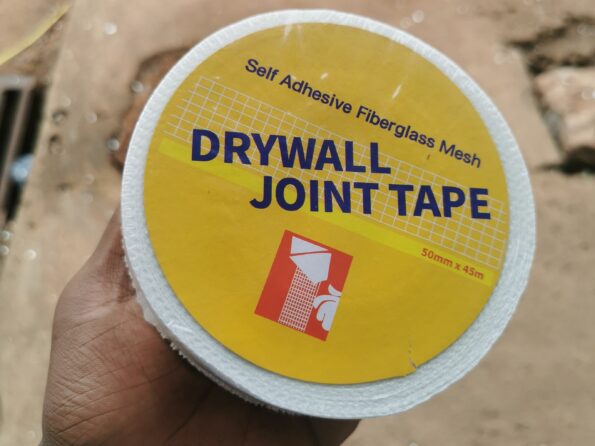 Self Adhesive Fiberglass Mesh
DRYWALL
JOINT TAPE
50mm x 45m